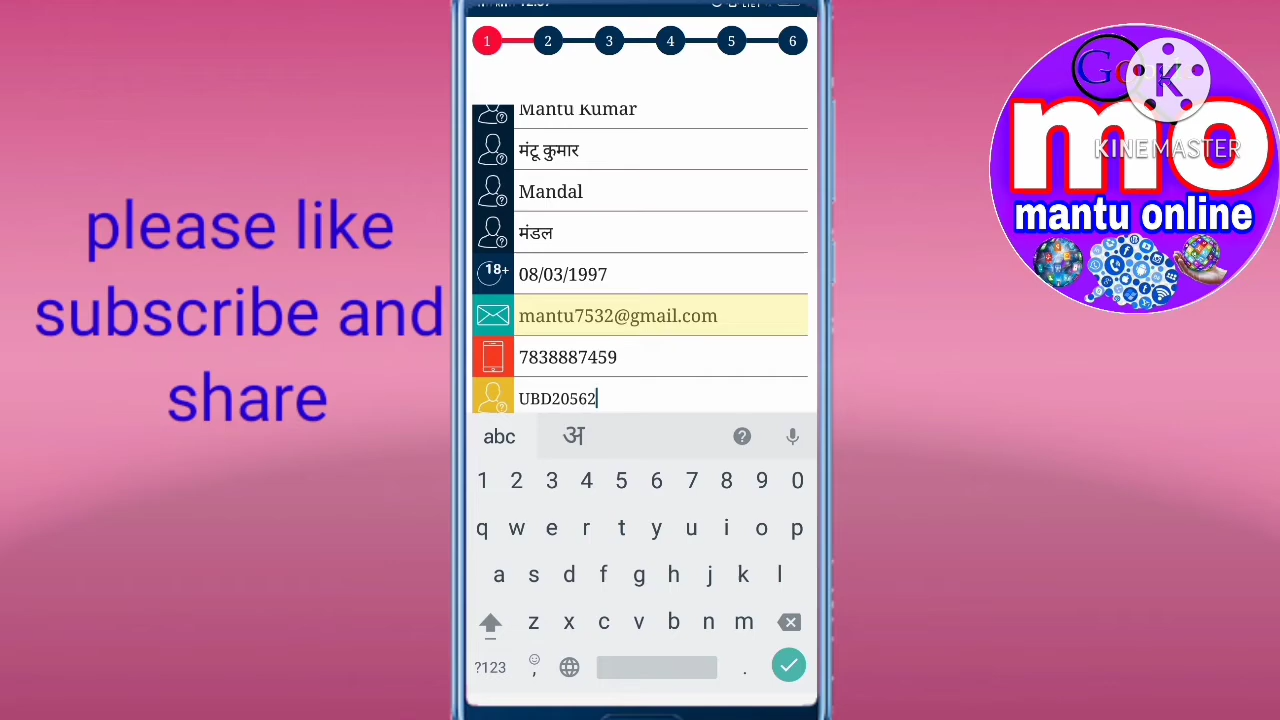 1 2 3 4 5 6
Mantu Kumar
मंटू कुमार
Mandal
मंडल
18+ 08/03/1997
mantu7532@gmail.com
7838887459
UBD20562
abc अ
1 2 3 4 5 6 7 8 9 0
q w e r t y u i o p
a s d f g h j k l
z x c v b n m
?123 , .
please like
subscribe and
share
Go
K
KINEMASTER
mo
mantu online